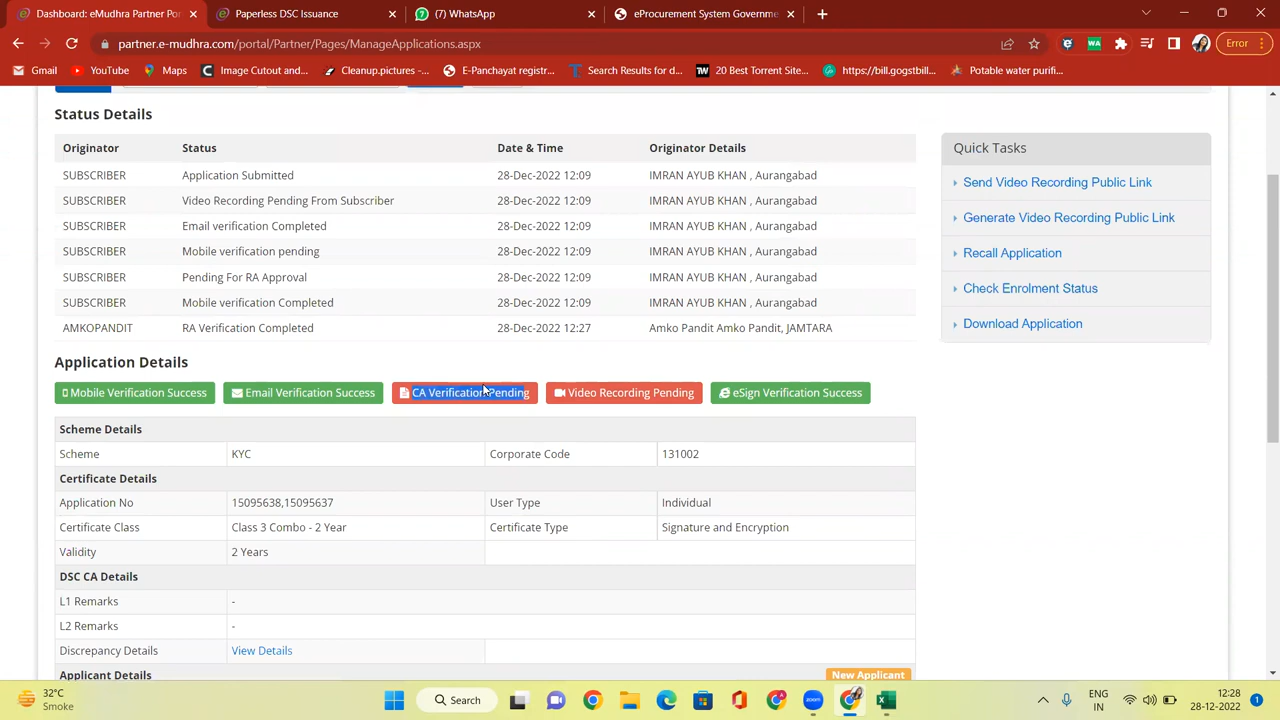 Dashboard: eMudhra Partner Por
Paperless DSC Issuance
(7) WhatsApp
eProcurement System Governme
partner.e-mudhra.com/portal/Partner/Pages/ManageApplications.aspx
Error
Gmail
YouTube
Maps
Image Cutout and...
Cleanup.pictures -...
E-Panchayat registr...
Search Results for d...
20 Best Torrent Site...
https://bill.gogstbill...
Potable water purifi...
Status Details
Originator Status Date & Time Originator Details
SUBSCRIBER Application Submitted 28-Dec-2022 12:09 IMRAN AYUB KHAN , Aurangabad
SUBSCRIBER Video Recording Pending From Subscriber 28-Dec-2022 12:09 IMRAN AYUB KHAN , Aurangabad
SUBSCRIBER Email verification Completed 28-Dec-2022 12:09 IMRAN AYUB KHAN , Aurangabad
SUBSCRIBER Mobile verification pending 28-Dec-2022 12:09 IMRAN AYUB KHAN , Aurangabad
SUBSCRIBER Pending For RA Approval 28-Dec-2022 12:09 IMRAN AYUB KHAN , Aurangabad
SUBSCRIBER Mobile verification Completed 28-Dec-2022 12:09 IMRAN AYUB KHAN , Aurangabad
AMKOPANDIT RA Verification Completed 28-Dec-2022 12:27 Amko Pandit Amko Pandit, JAMTARA
Quick Tasks
Send Video Recording Public Link
Generate Video Recording Public Link
Recall Application
Check Enrolment Status
Download Application
Application Details
Mobile Verification Success
Email Verification Success
CA Verification Pending
Video Recording Pending
eSign Verification Success
Scheme Details
Scheme KYC Corporate Code 131002
Certificate Details
Application No 15095638,15095637 User Type Individual
Certificate Class Class 3 Combo - 2 Year Certificate Type Signature and Encryption
Validity 2 Years
DSC CA Details
L1 Remarks -
L2 Remarks -
Discrepancy Details View Details
Applicant Details New Applicant
32°C
Smoke
Search
ENG
IN
12:28
28-12-2022
1